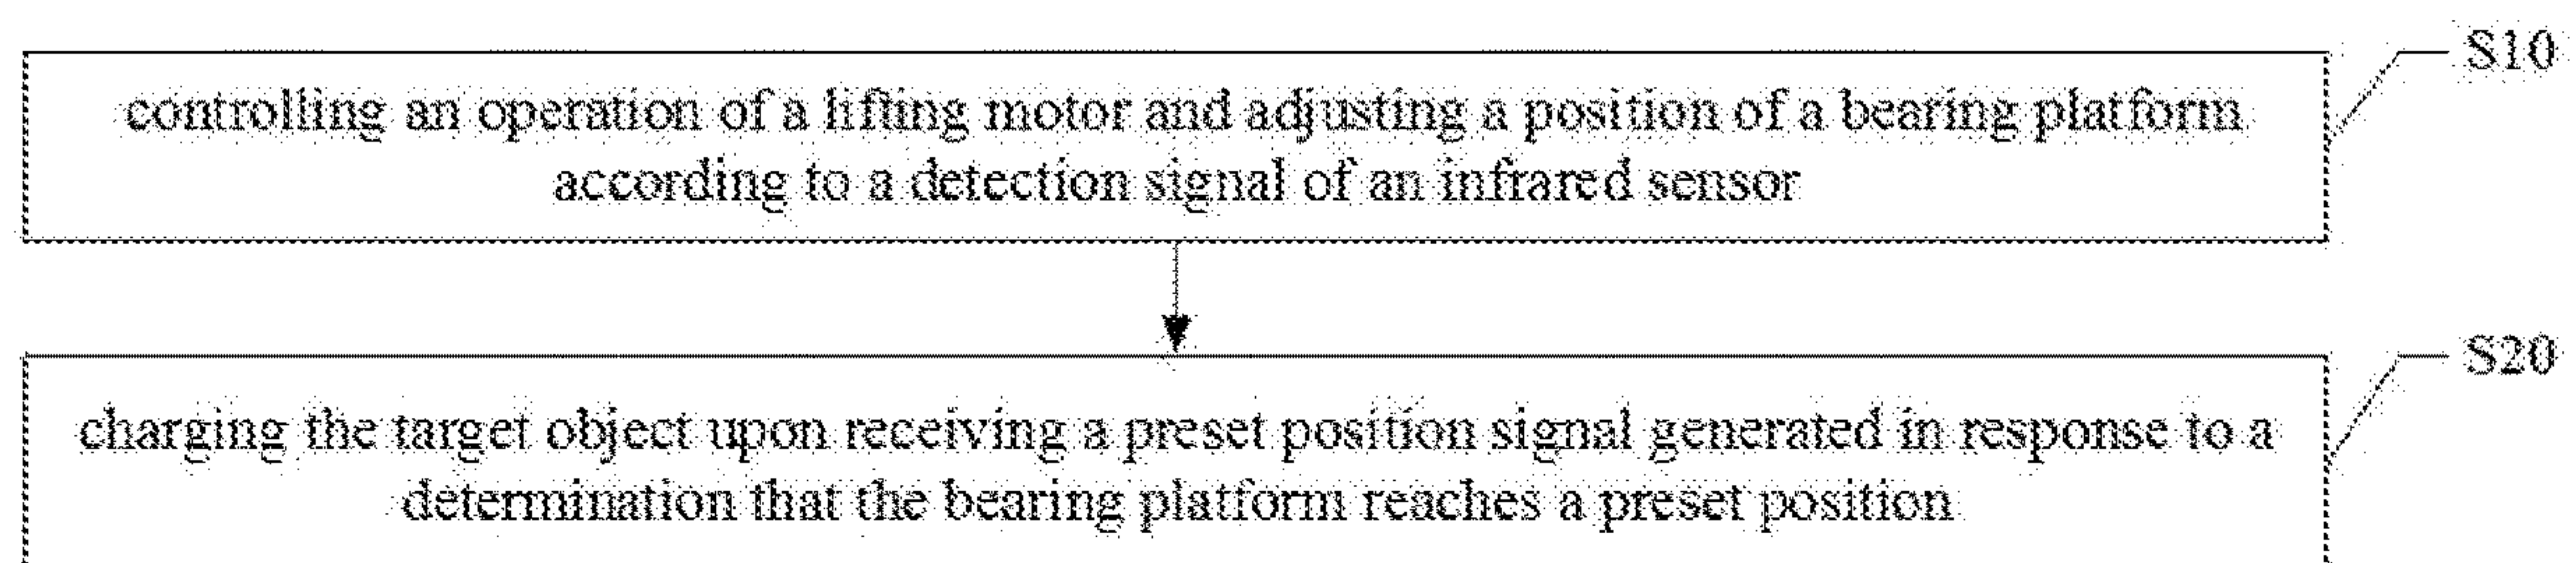 S10
controlling an operation of a lifting motor and adjusting a position of a bearing platform
according to a detection signal of an infrared sensor
S20
charging the target object upon receiving a preset position signal generated in response to a
determination that the bearing platform reaches a preset position